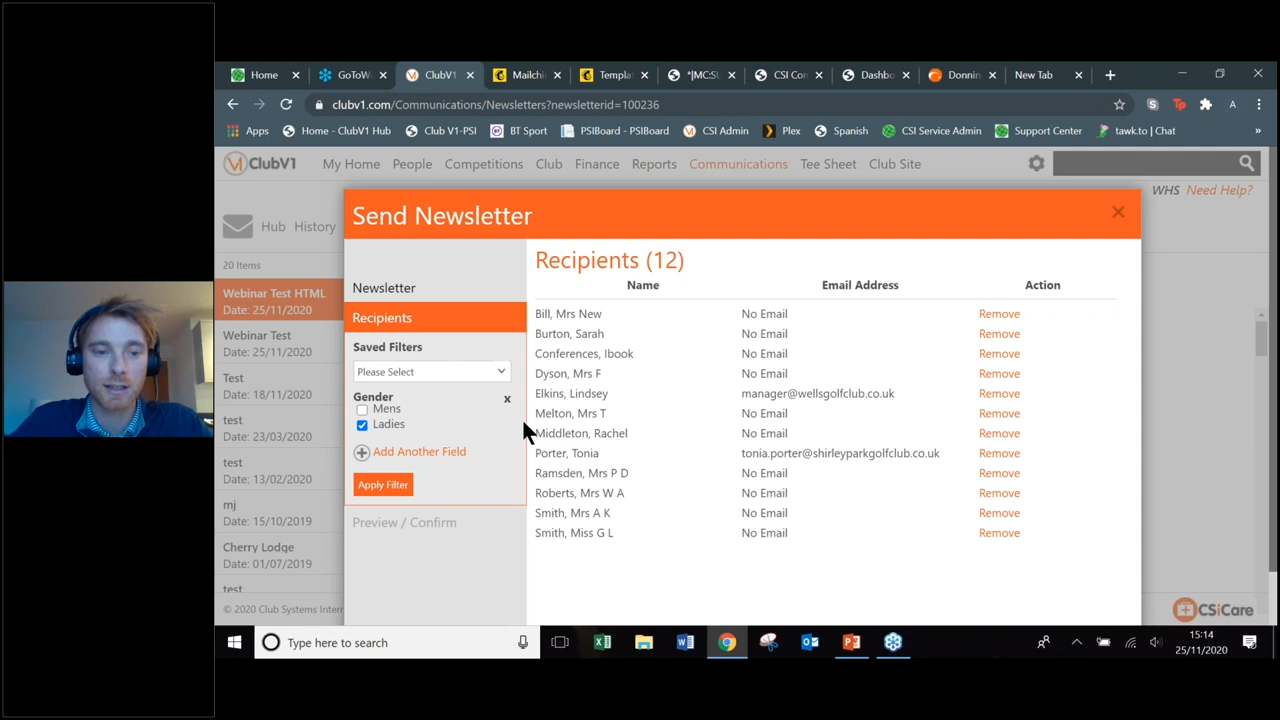 Home
GoToW
ClubV1
Mailchi
Templa
*|MC:SU
CSI Con
Dashbo
Donnin
New Tab
clubv1.com/Communications/Newsletters?newsletterid=100236
A
Apps
Home - ClubV1 Hub
Club V1-PSI
BT Sport
PSIBoard - PSIBoard
CSI Admin
Plex
Spanish
CSI Service Admin
Support Center
tawk.to | Chat
»
ClubV1
My Home
People
Competitions
Club
Finance
Reports
Communications
Tee Sheet
Club Site
WHS Need Help?
Hub
History
20 Items
Webinar Test HTML
Date: 25/11/2020
Webinar Test
Date: 25/11/2020
Test
Date: 18/11/2020
test
Date: 23/03/2020
test
Date: 13/02/2020
mj
Date: 15/10/2019
Cherry Lodge
Date: 01/07/2019
test
© 2020 Club Systems Intern
Send Newsletter
Newsletter
Recipients
Saved Filters
Please Select
Gender x
Mens
Ladies
Add Another Field
Apply Filter
Preview / Confirm
Recipients (12)
Name Email Address Action
Bill, Mrs New No Email Remove
Burton, Sarah No Email Remove
Conferences, Ibook No Email Remove
Dyson, Mrs F No Email Remove
Elkins, Lindsey manager@wellsgolfclub.co.uk Remove
Melton, Mrs T No Email Remove
Middleton, Rachel No Email Remove
Porter, Tonia tonia.porter@shirleyparkgolfclub.co.uk Remove
Ramsden, Mrs P D No Email Remove
Roberts, Mrs W A No Email Remove
Smith, Mrs A K No Email Remove
Smith, Miss G L No Email Remove
CSiCare
Type here to search
15:14
25/11/2020